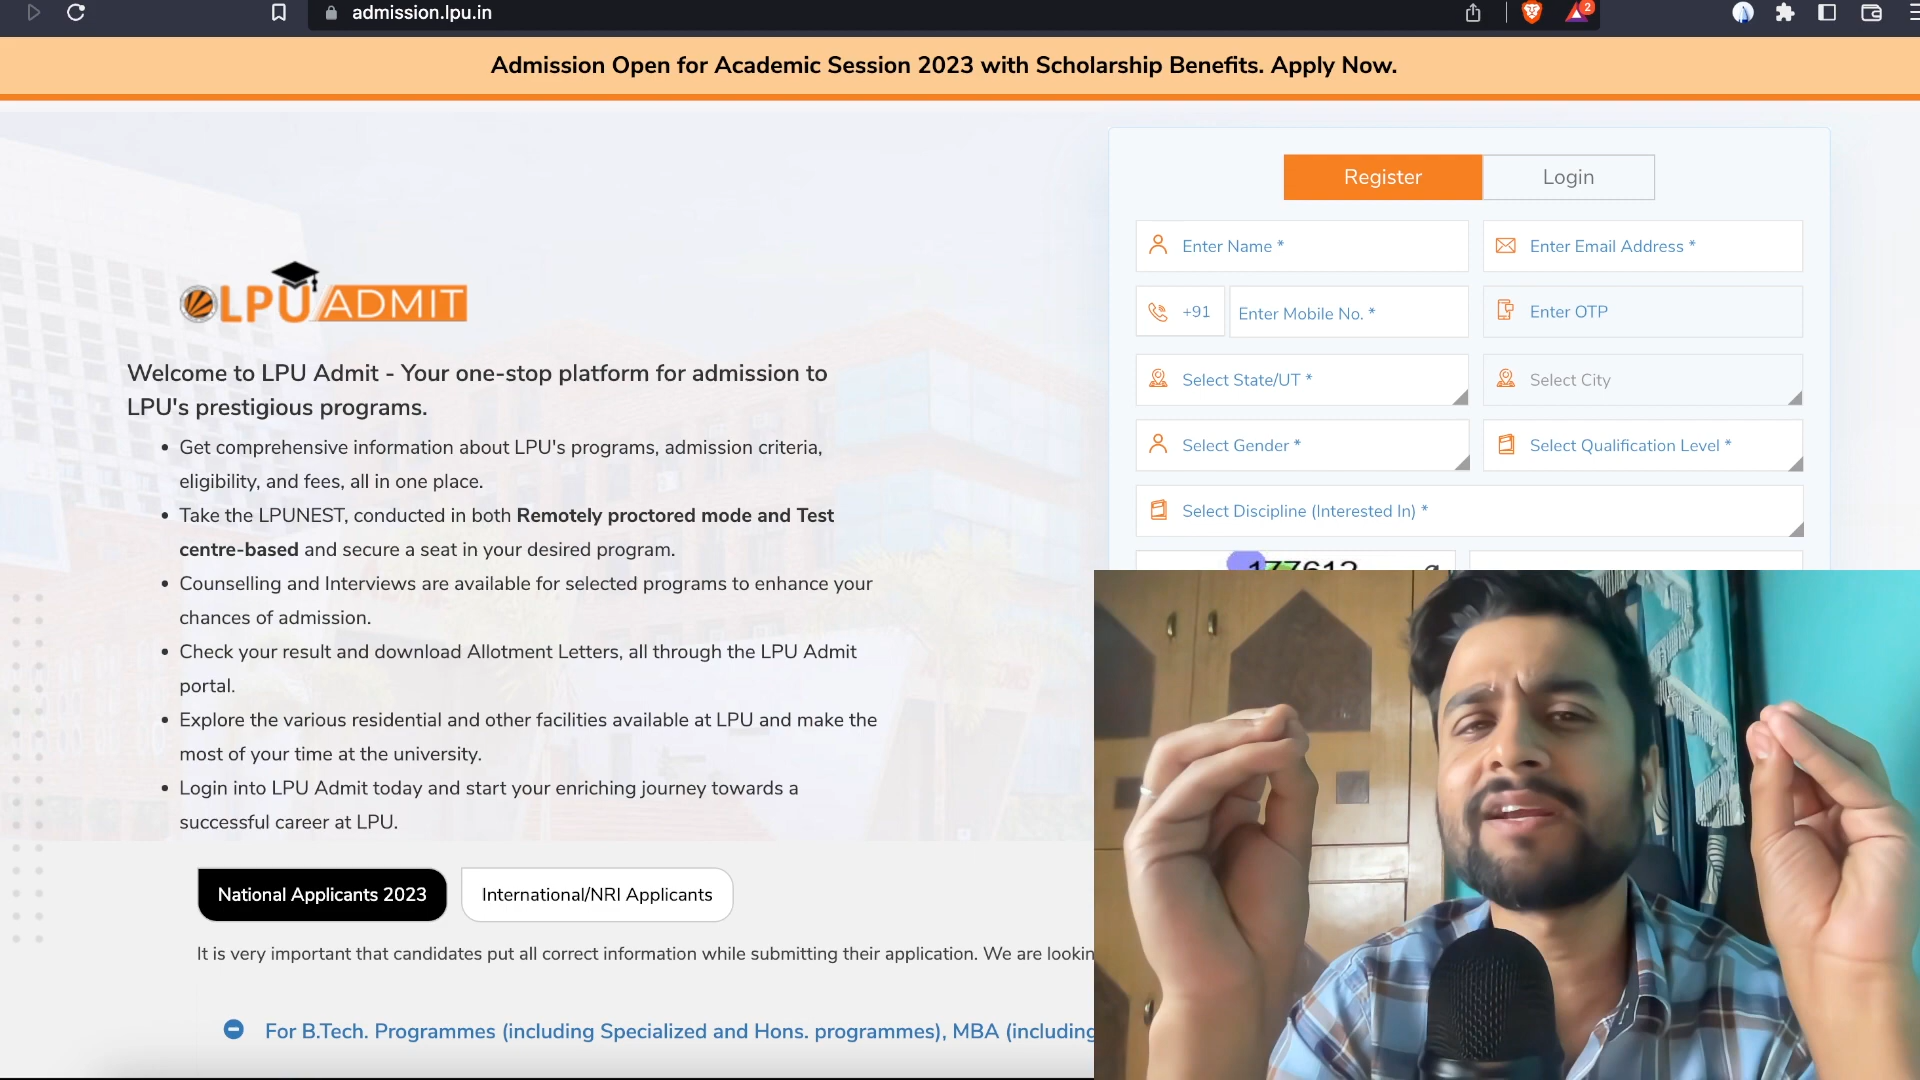 admission.lpu.in
2
Admission Open for Academic Session 2023 with Scholarship Benefits. Apply Now.
Register
Login
Enter Name *
Enter Email Address *
+91
Enter Mobile No. *
Enter OTP
Select State/UT *
Select City
Select Gender *
Select Qualification Level *
Select Discipline (Interested In) *
177612
LPU ADMIT
Welcome to LPU Admit - Your one-stop platform for admission to
LPU's prestigious programs.
• Get comprehensive information about LPU's programs, admission criteria,
eligibility, and fees, all in one place.
• Take the LPUNEST, conducted in both Remotely proctored mode and Test
centre-based and secure a seat in your desired program.
• Counselling and Interviews are available for selected programs to enhance your
chances of admission.
• Check your result and download Allotment Letters, all through the LPU Admit
portal.
• Explore the various residential and other facilities available at LPU and make the
most of your time at the university.
• Login into LPU Admit today and start your enriching journey towards a
successful career at LPU.
National Applicants 2023
International/NRI Applicants
It is very important that candidates put all correct information while submitting their application. We are lookin
For B.Tech. Programmes (including Specialized and Hons. programmes), MBA (including